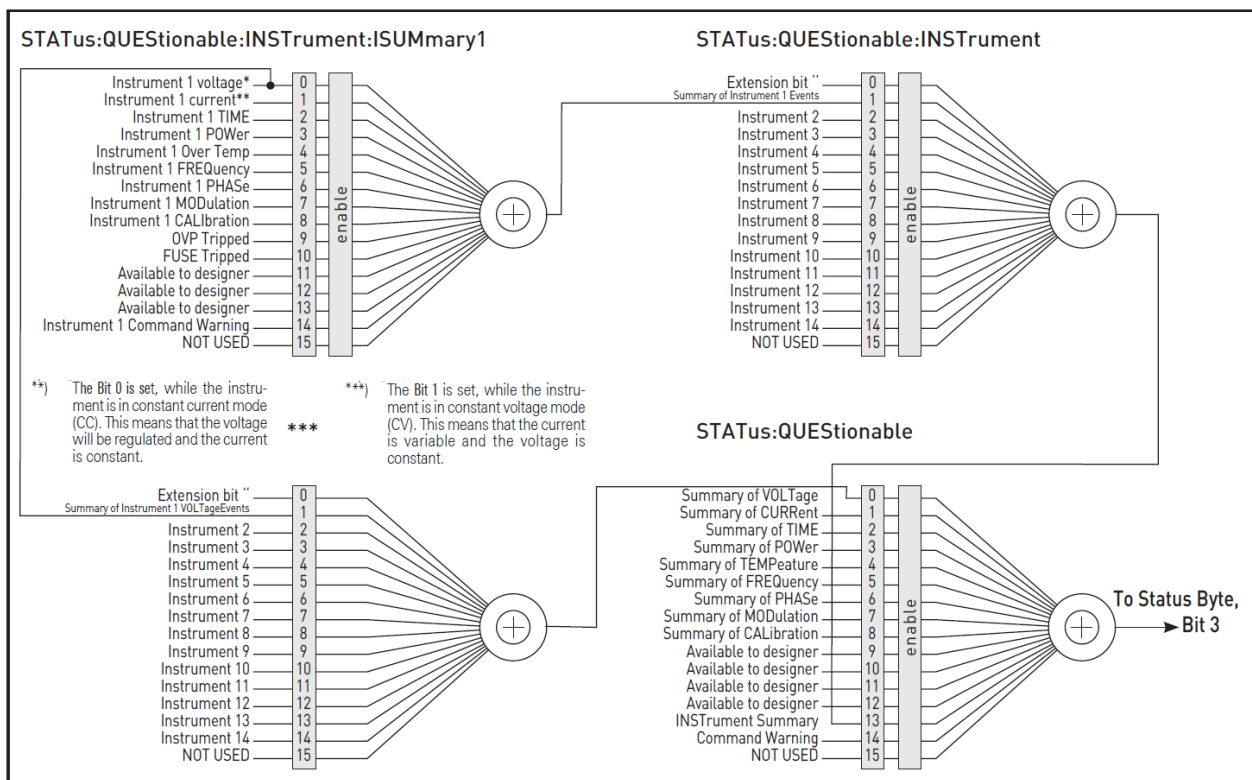 STATus:QUEStionable:INSTrument:ISUMmary1
Instrument 1 voltage* 0
Instrument 1 current** 1
Instrument 1 TIME 2
Instrument 1 POWer 3
Instrument 1 Over Temp 4
Instrument 1 FREQuency 5
Instrument 1 PHASe 6
Instrument 1 MODulation 7
Instrument 1 CALIbration 8
OVP Tripped 9
FUSE Tripped 10
Available to designer 11
Available to designer 12
Available to designer 13
Instrument 1 Command Warning 14
NOT USED 15
enable
STATus:QUEStionable:INSTrument
Extension bit " 0
Summary of Instrument 1 Events 1
Instrument 2 2
Instrument 3 3
Instrument 4 4
Instrument 5 5
Instrument 6 6
Instrument 7 7
Instrument 8 8
Instrument 9 9
Instrument 10 10
Instrument 11 11
Instrument 12 12
Instrument 13 13
Instrument 14 14
NOT USED 15
enable
**) The Bit 0 is set, while the instru-
ment is in constant current mode
(CC). This means that the voltage
will be regulated and the current
is constant.
***
***) The Bit 1 is set, while the instru-
ment is in constant voltage mode
(CV). This means that the current
is variable and the voltage is
constant.
Extension bit " 0
Summary of Instrument 1 VOLTageEvents 1
Instrument 2 2
Instrument 3 3
Instrument 4 4
Instrument 5 5
Instrument 6 6
Instrument 7 7
Instrument 8 8
Instrument 9 9
Instrument 10 10
Instrument 11 11
Instrument 12 12
Instrument 13 13
Instrument 14 14
NOT USED 15
STATus:QUEStionable
Summary of VOLTage 0
Summary of CURRent 1
Summary of TIME 2
Summary of POWer 3
Summary of TEMPeature 4
Summary of FREQuency 5
Summary of PHASe 6
Summary of MODulation 7
Summary of CALibration 8
Available to designer 9
Available to designer 10
Available to designer 11
Available to designer 12
INSTrument Summary 13
Command Warning 14
NOT USED 15
enable
To Status Byte,
Bit 3